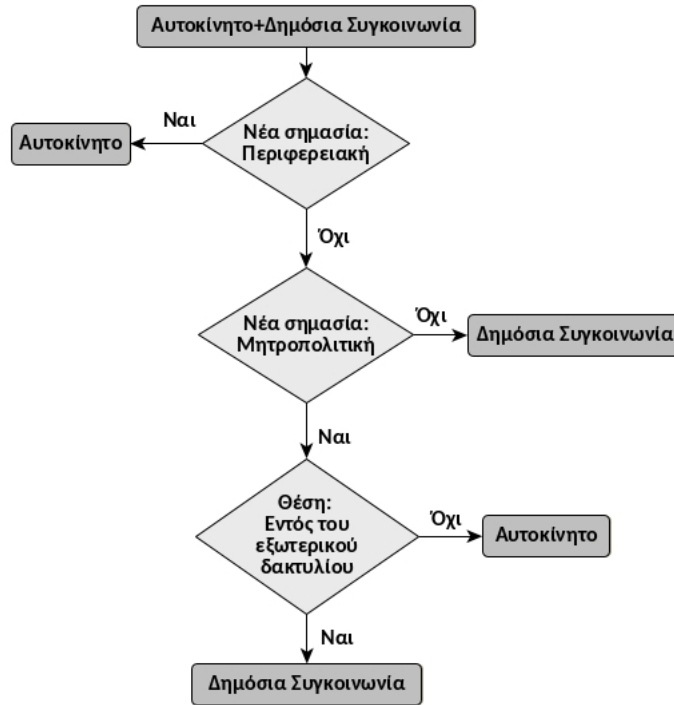 Αυτοκίνητο+Δημόσια Συγκοινωνία
Ναι
Αυτοκίνητο
Νέα σημασία:
Περιφερειακή
Όχι
Νέα σημασία:
Μητροπολιτική
Όχι
Δημόσια Συγκοινωνία
Ναι
Θέση:
Εντός του
εξωτερικού
δακτυλίου
Όχι
Αυτοκίνητο
Ναι
Δημόσια Συγκοινωνία